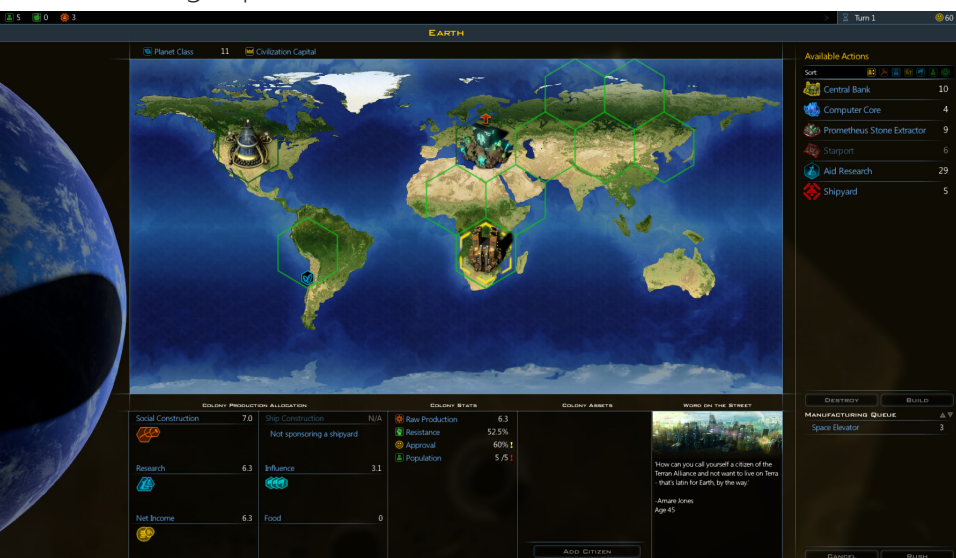 5 0 3 Turn 1 60
Earth
Planet Class 11 Civilization Capital
Available Actions
Sort
Central Bank 10
Computer Core 4
Prometheus Stone Extractor 9
Starport 6
Aid Research 29
Shipyard 5
Destroy Build
Manufacturing Queue
Space Elevator 3
Colony Production Allocation Colony Stats Colony Assets Word on the Street
Social Construction 7.0 Ship Construction N/A
Not sponsoring a shipyard
Research 6.3 Influence 3.1
Net Income 6.3 Food 0
Raw Production 6.3
Resistance 52.5%
Approval 60% !
Population 5 /5 !
Add Citizen
'How can you call yourself a citizen of the
Terran Alliance and not want to live on Terra
- that's latin for Earth, by the way.'
-Amare Jones
Age 45
Cancel Rush